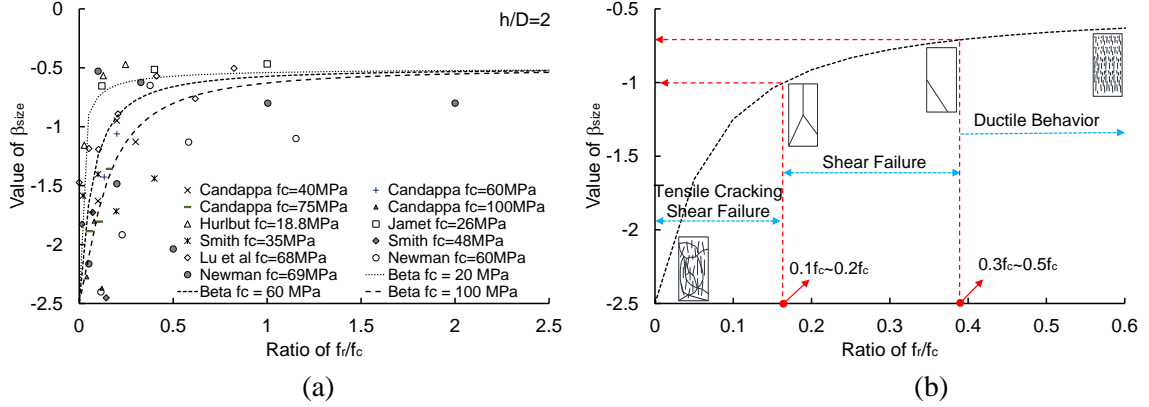 h/D=2
0
-0.5
-1
-1.5
-2
-2.5
Value of βsize
Candappa fc=40MPa
Candappa fc=60MPa
Candappa fc=75MPa
Candappa fc=100MPa
Hurlbut fc=18.8MPa
Jamet fc=26MPa
Smith fc=35MPa
Smith fc=48MPa
Lu et al fc=68MPa
Newman fc=60MPa
Newman fc=69MPa
Beta fc = 20 MPa
Beta fc = 60 MPa
Beta fc = 100 MPa
0 0.5 1 1.5 2 2.5
Ratio of fr/fc
(a)
-0.5
-1.0
-1.5
-2.0
-2.5
Value of βsize
Ductile Behavior
Shear Failure
Tensile Cracking
Shear Failure
0.1fc~0.2fc
0.3fc~0.5fc
0 0.1 0.2 0.3 0.4 0.5 0.6
Ratio of fr/fc
(b)